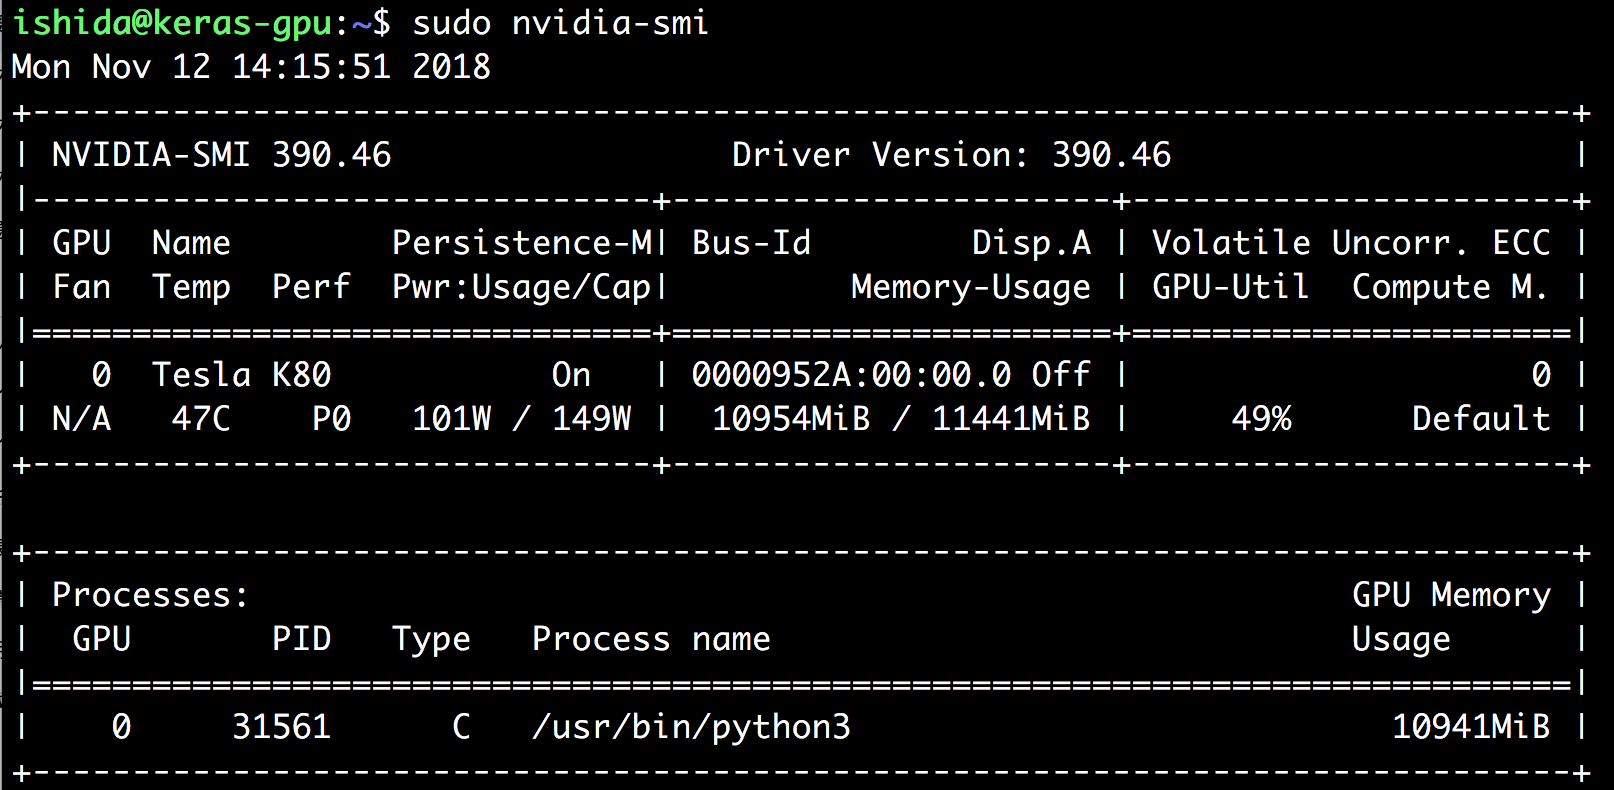 ishida@keras-gpu:~$ sudo nvidia-smi
Mon Nov 12 14:15:51 2018
+-----------------------------------------------------------------------------+
| NVIDIA-SMI 390.46                 Driver Version: 390.46                    |
|-------------------------------+----------------------+----------------------+
| GPU  Name        Persistence-M| Bus-Id        Disp.A | Volatile Uncorr. ECC |
| Fan  Temp  Perf  Pwr:Usage/Cap|         Memory-Usage | GPU-Util  Compute M. |
|===============================+======================+======================|
|   0  Tesla K80           On   | 0000952A:00:00.0 Off |                    0 |
| N/A   47C    P0   101W / 149W |  10954MiB / 11441MiB |     49%      Default |
+-------------------------------+----------------------+----------------------+
+-----------------------------------------------------------------------------+
| Processes:                                                       GPU Memory |
|  GPU       PID   Type   Process name                             Usage      |
|=============================================================================|
|    0     31561      C   /usr/bin/python3                           10941MiB |
+-----------------------------------------------------------------------------+